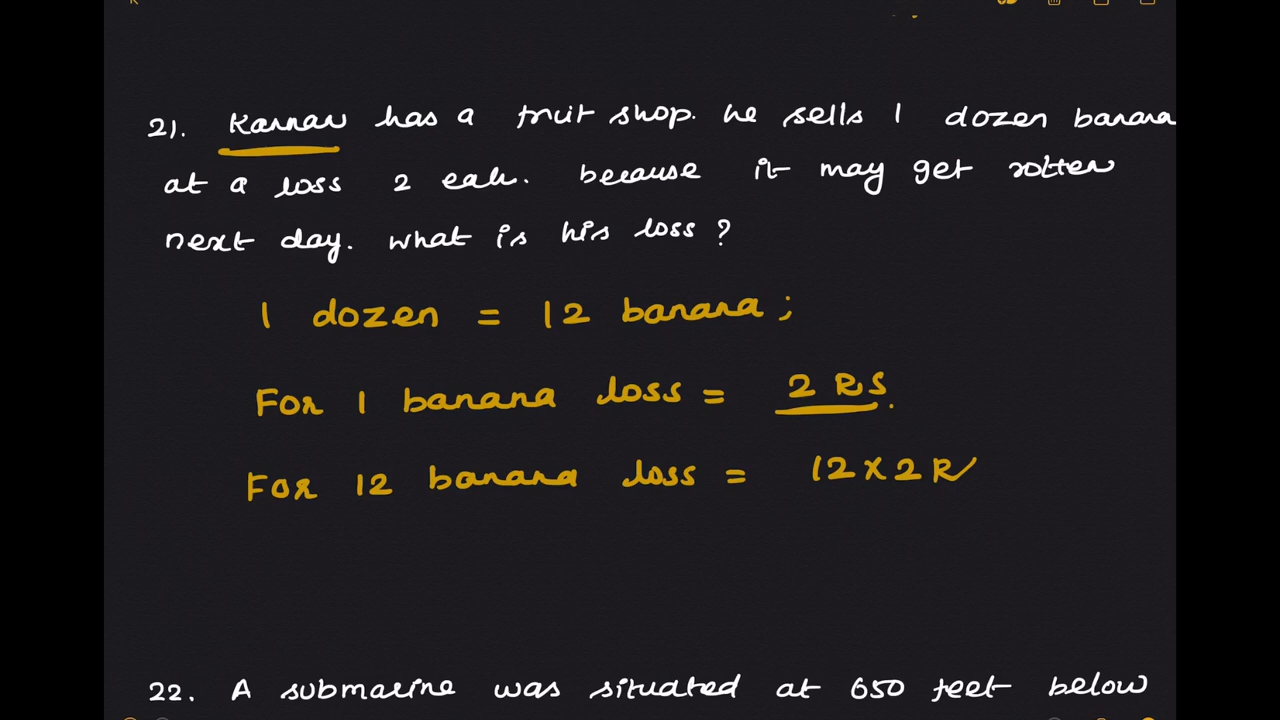 21. Kannan has a fruit shop. he sells 1 dozen banana
at a loss 2 each. because it may get rotten
next day. what is his loss ?
1 dozen = 12 banana ;
For 1 banana loss = 2 RS.
For 12 banana loss = 12 x 2 R
22. A submarine was situated at 650 feet below